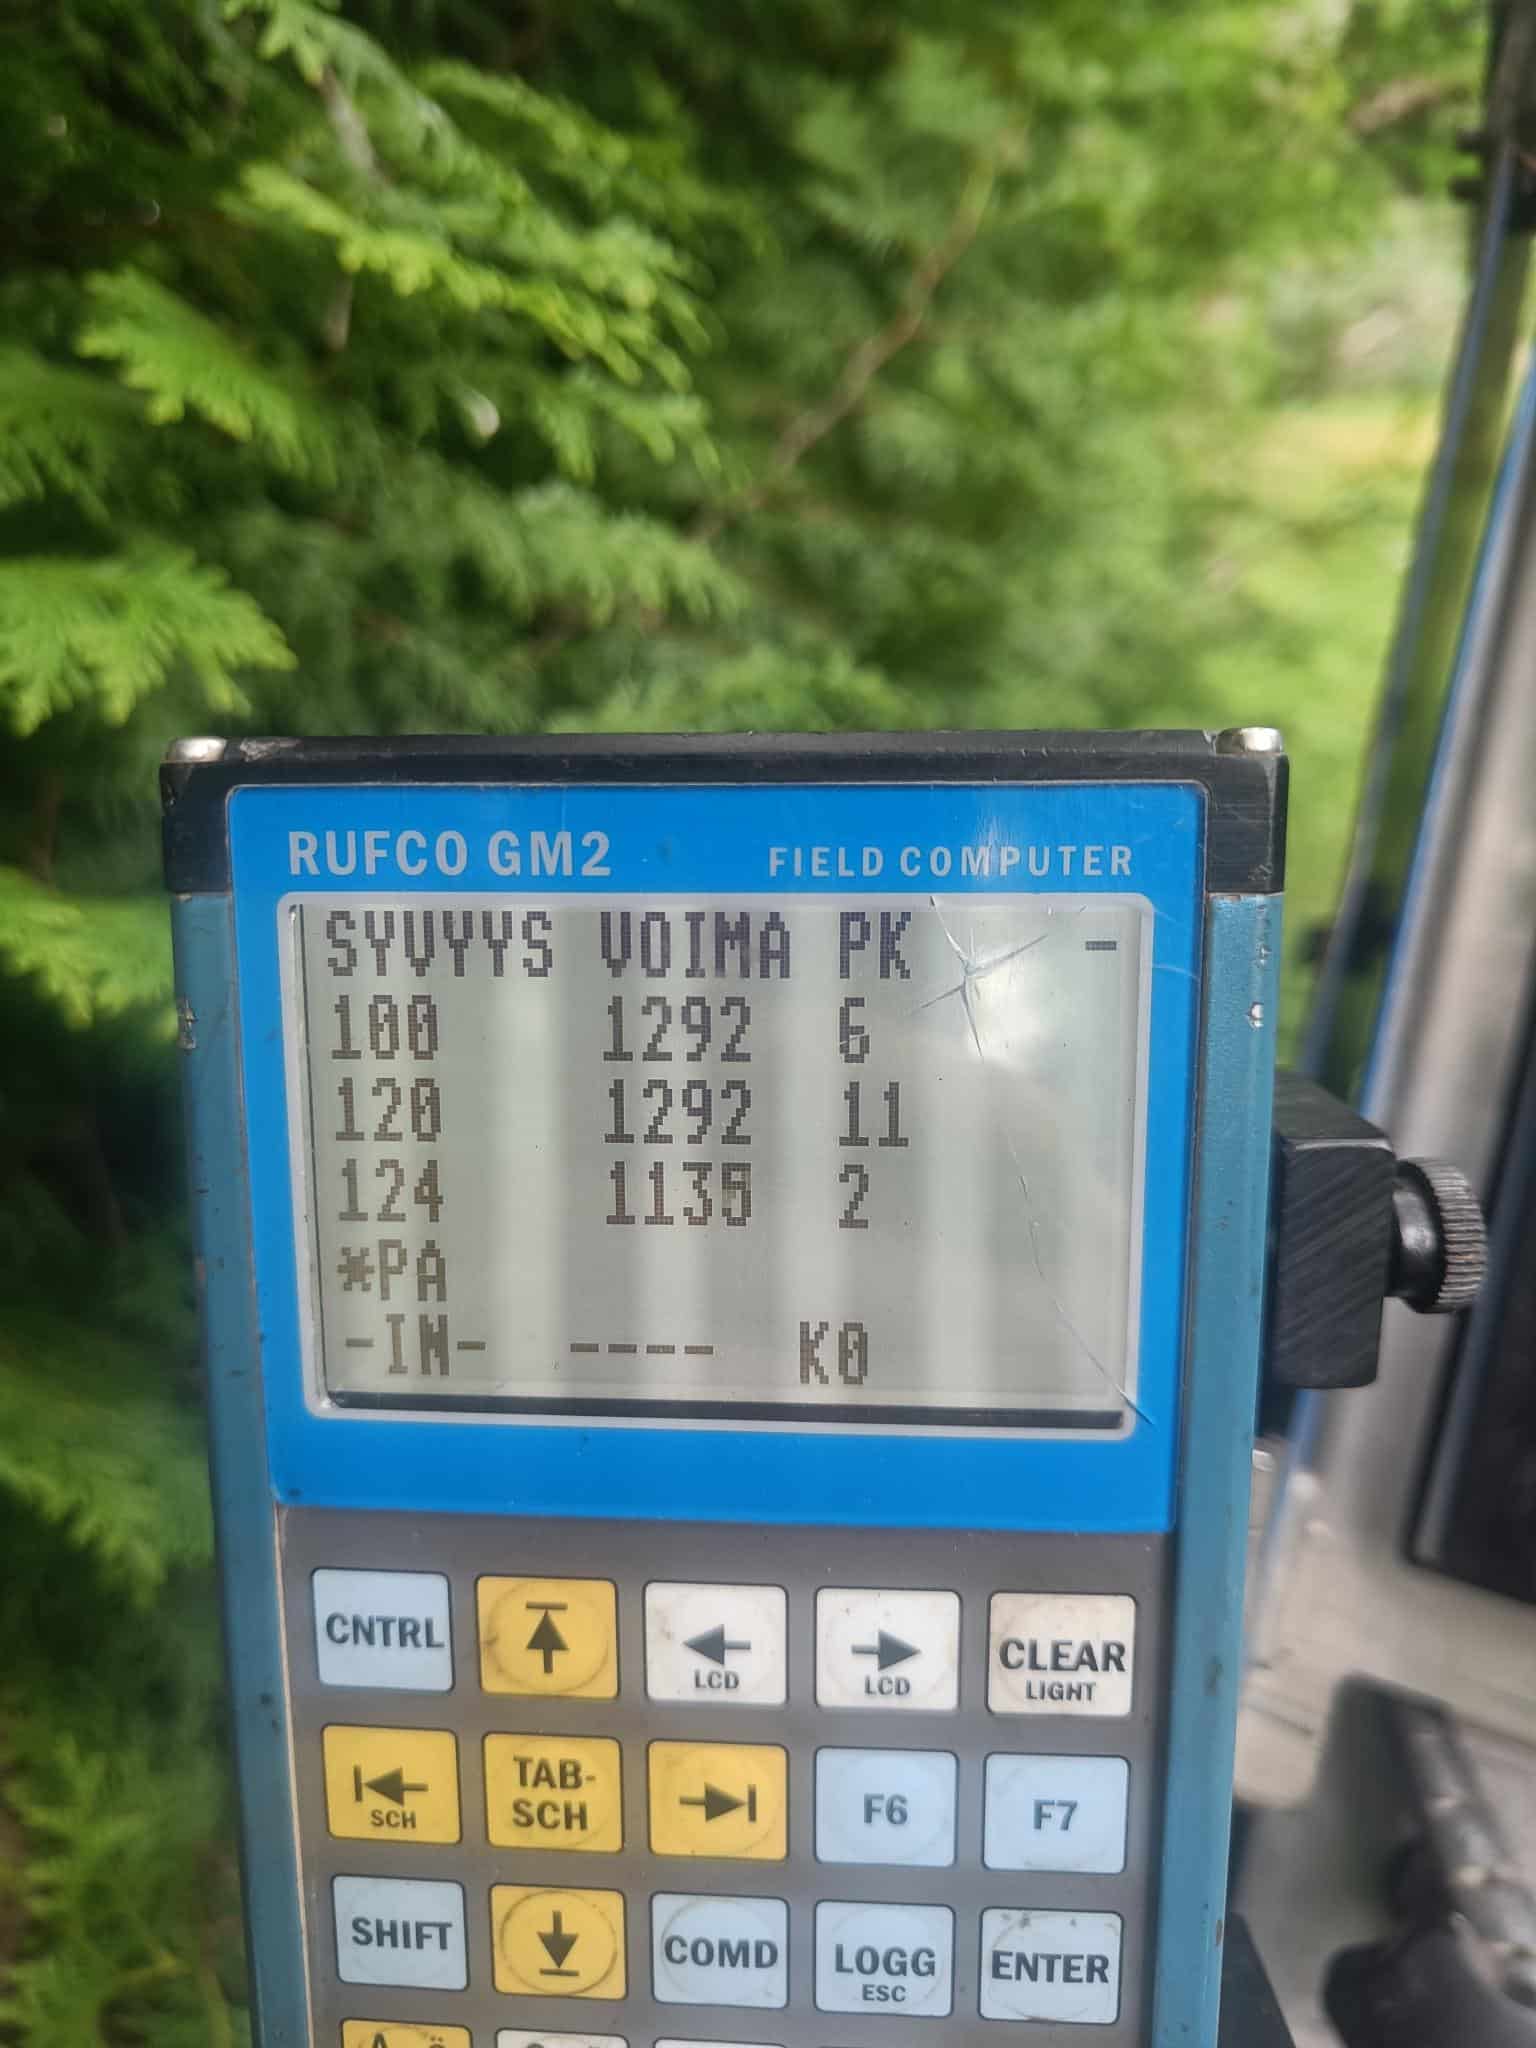 RUFCO GM2 FIELD COMPUTER
SYVYYS VOIMA PK -
100 1292 6
120 1292 11
124 2
*PA
-IN- ---- K0
CNTRL LCD LCD CLEAR LIGHT
SCH TAB-SCH F6 F7
SHIFT COMD LOGG ESC ENTER